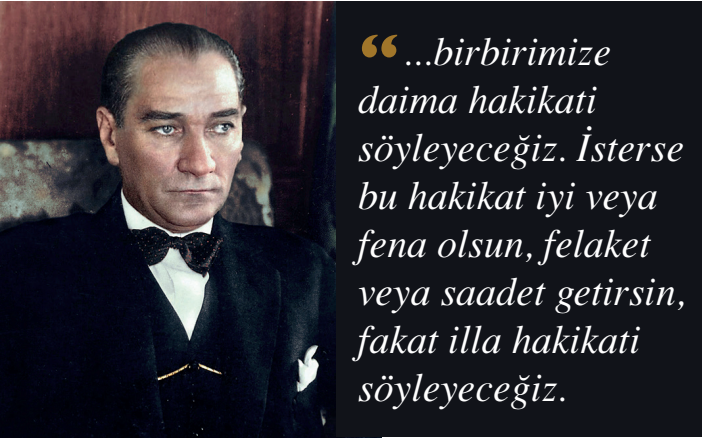 “ ...birbirimize
daima hakikati
söyleyeceğiz. İsterse
bu hakikat iyi veya
fena olsun, felaket
veya saadet getirsin,
fakat illa hakikati
söyleyeceğiz.